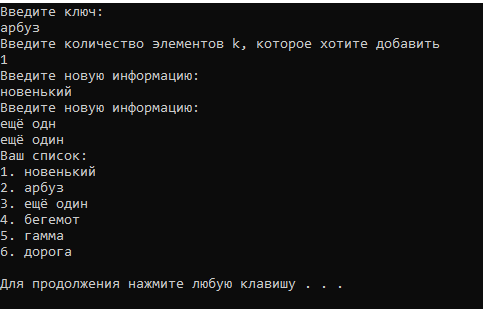 Введите ключ:
арбуз
Введите количество элементов k, которое хотите добавить
1
Введите новую информацию:
новенький
Введите новую информацию:
ещё одн
ещё один
Ваш список:
1. новенький
2. арбуз
3. ещё один
4. бегемот
5. гамма
6. дорога
Для продолжения нажмите любую клавишу . . .